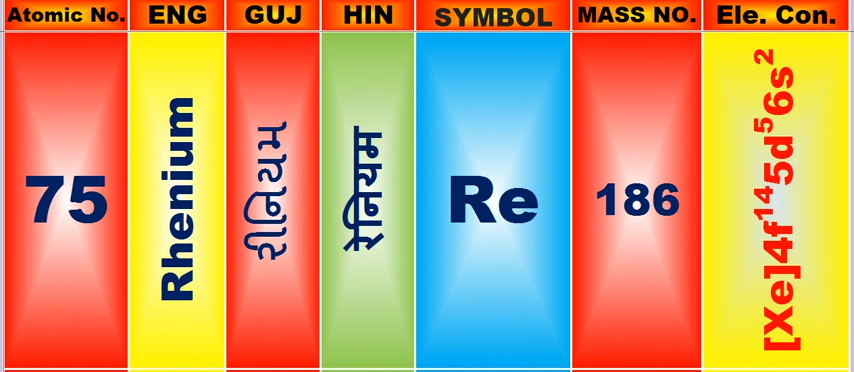 Atomic No. ENG GUJ HIN SYMBOL MASS NO. Ele. Con.
75 Rhenium રીનિયમ रेनियम Re 186 [Xe]4f¹⁴5d⁵6s²